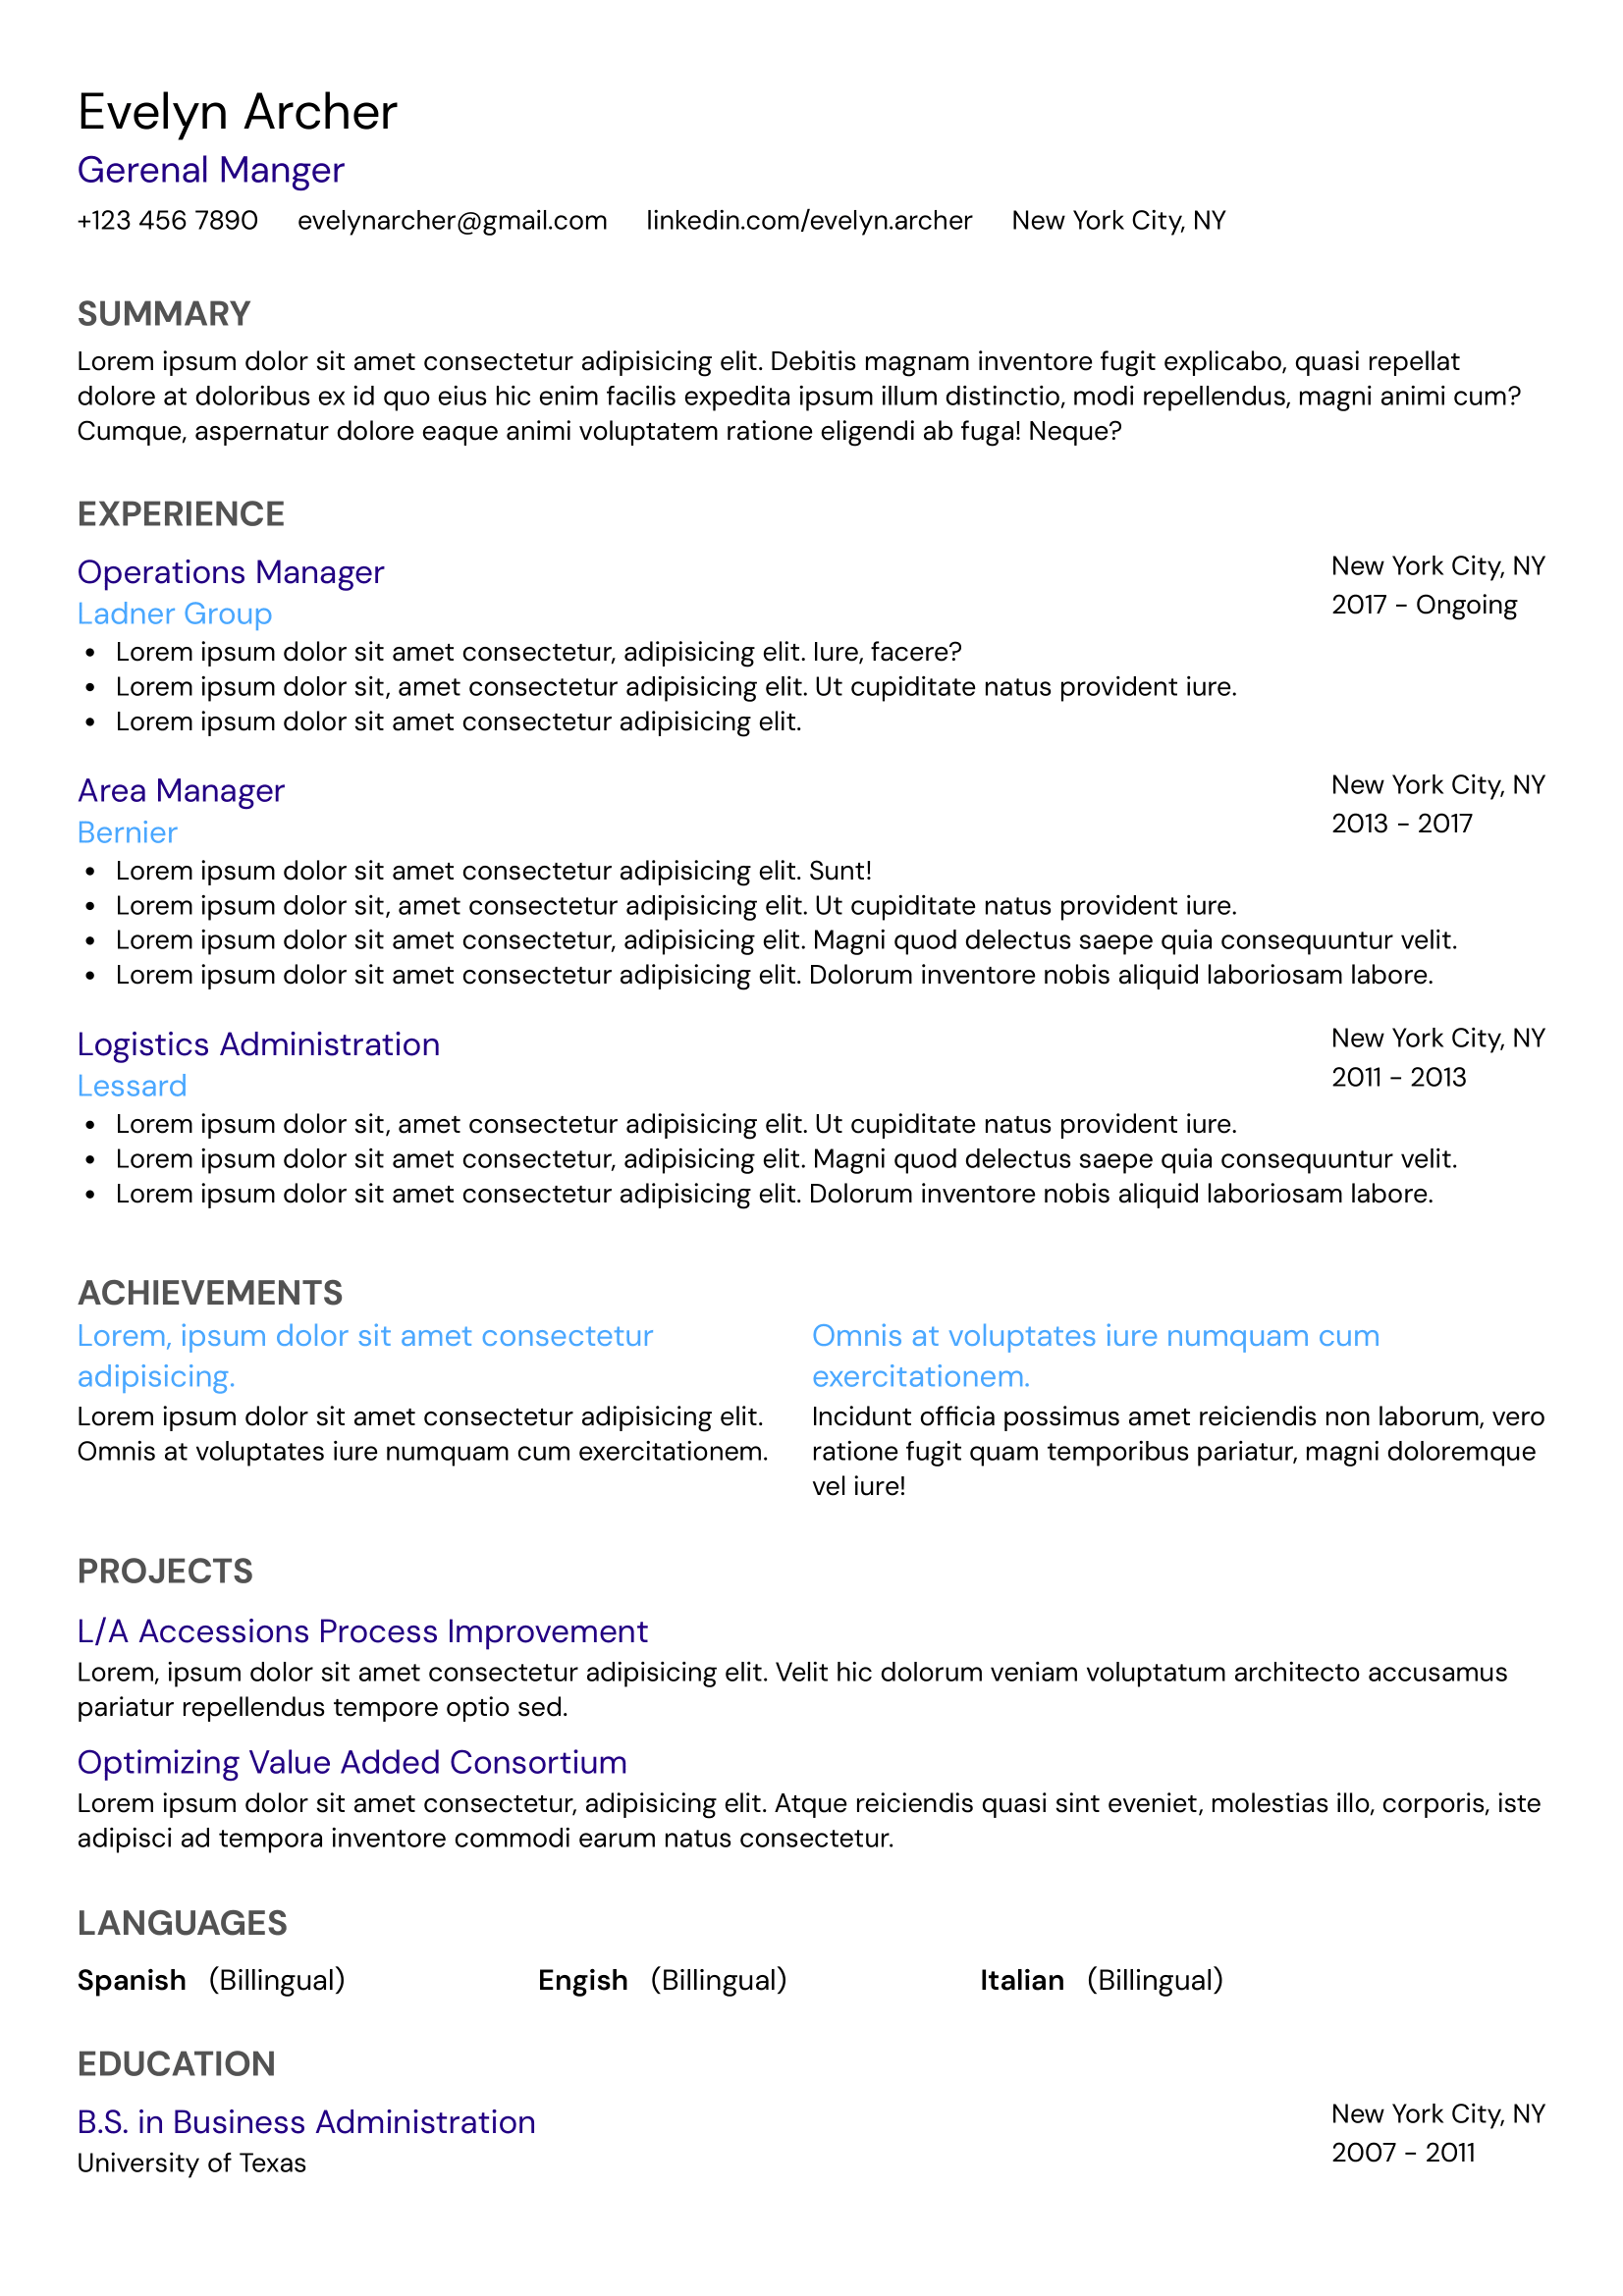 Evelyn Archer
Gerenal Manger
+123 456 7890 evelynarcher@gmail.com linkedin.com/evelyn.archer New York City, NY
SUMMARY
Lorem ipsum dolor sit amet consectetur adipisicing elit. Debitis magnam inventore fugit explicabo, quasi repellat
dolore at doloribus ex id quo eius hic enim facilis expedita ipsum illum distinctio, modi repellendus, magni animi cum?
Cumque, aspernatur dolore eaque animi voluptatem ratione eligendi ab fuga! Neque?
EXPERIENCE
Operations Manager
New York City, NY
Ladner Group
2017 - Ongoing
• Lorem ipsum dolor sit amet consectetur, adipisicing elit. Iure, facere?
• Lorem ipsum dolor sit, amet consectetur adipisicing elit. Ut cupiditate natus provident iure.
• Lorem ipsum dolor sit amet consectetur adipisicing elit.
Area Manager
New York City, NY
Bernier
2013 - 2017
• Lorem ipsum dolor sit amet consectetur adipisicing elit. Sunt!
• Lorem ipsum dolor sit, amet consectetur adipisicing elit. Ut cupiditate natus provident iure.
• Lorem ipsum dolor sit amet consectetur, adipisicing elit. Magni quod delectus saepe quia consequuntur velit.
• Lorem ipsum dolor sit amet consectetur adipisicing elit. Dolorum inventore nobis aliquid laboriosam labore.
Logistics Administration
New York City, NY
Lessard
2011 - 2013
• Lorem ipsum dolor sit, amet consectetur adipisicing elit. Ut cupiditate natus provident iure.
• Lorem ipsum dolor sit amet consectetur, adipisicing elit. Magni quod delectus saepe quia consequuntur velit.
• Lorem ipsum dolor sit amet consectetur adipisicing elit. Dolorum inventore nobis aliquid laboriosam labore.
ACHIEVEMENTS
Lorem, ipsum dolor sit amet consectetur
adipisicing.
Lorem ipsum dolor sit amet consectetur adipisicing elit.
Omnis at voluptates iure numquam cum exercitationem.
Omnis at voluptates iure numquam cum
exercitationem.
Incidunt officia possimus amet reiciendis non laborum, vero
ratione fugit quam temporibus pariatur, magni doloremque
vel iure!
PROJECTS
L/A Accessions Process Improvement
Lorem, ipsum dolor sit amet consectetur adipisicing elit. Velit hic dolorum veniam voluptatum architecto accusamus
pariatur repellendus tempore optio sed.
Optimizing Value Added Consortium
Lorem ipsum dolor sit amet consectetur, adipisicing elit. Atque reiciendis quasi sint eveniet, molestias illo, corporis, iste
adipisci ad tempora inventore commodi earum natus consectetur.
LANGUAGES
Spanish (Billingual) Engish (Billingual) Italian (Billingual)
EDUCATION
B.S. in Business Administration
New York City, NY
University of Texas
2007 - 2011